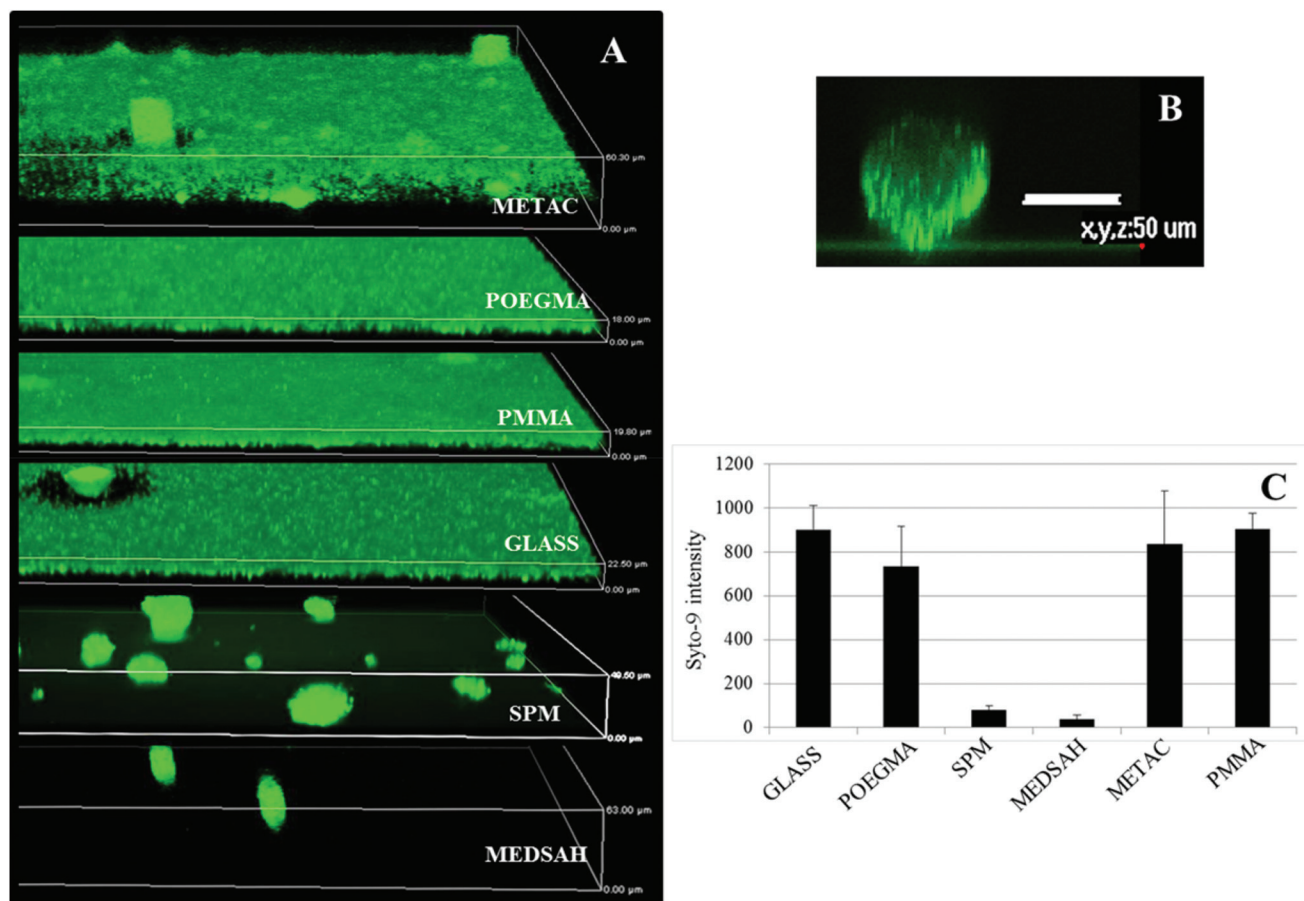 A
60.30 µm
METAC
0.00 µm
POEGMA
18.00 µm
0.00 µm
PMMA
19.80 µm
0.00 µm
GLASS
22.50 µm
0.00 µm
SPM
49.50 µm
0.00 µm
MEDSAH
63.00 µm
0.00 µm
B
x,y,z:50 um
C
Syto-9 intensity
1200
1000
800
600
400
200
0
GLASS
POEGMA
SPM
MEDSAH
METAC
PMMA